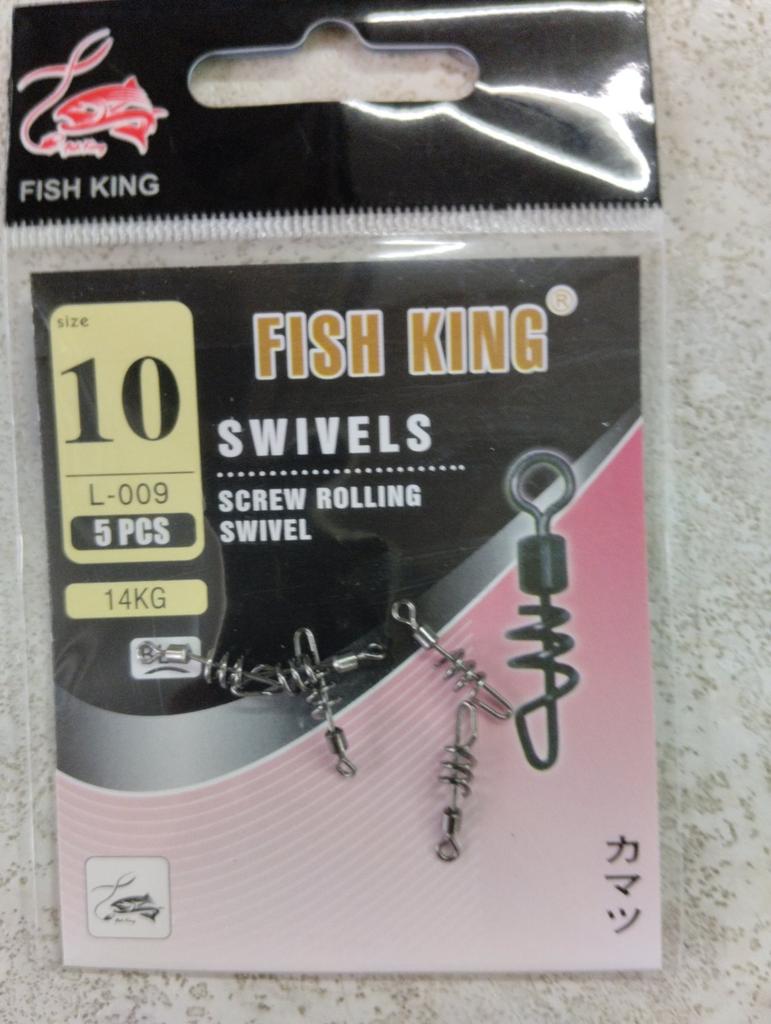 FISH KING
size
10
L-009
5 PCS
14KG
FISH KING®
SWIVELS
SCREW ROLLING
SWIVEL
カマツ